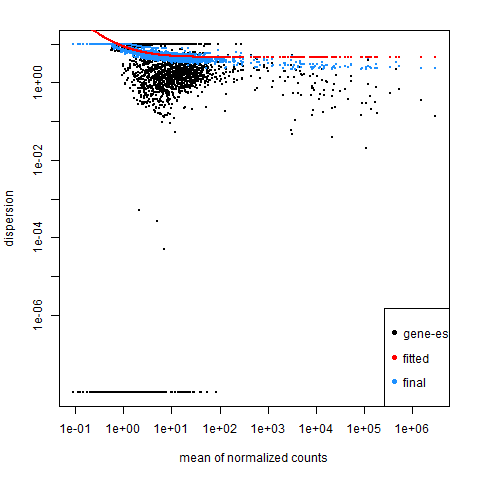 dispersion
1e+00
1e-02
1e-04
1e-06
gene-es
fitted
final
1e-01 1e+00 1e+01 1e+02 1e+03 1e+04 1e+05 1e+06
mean of normalized counts